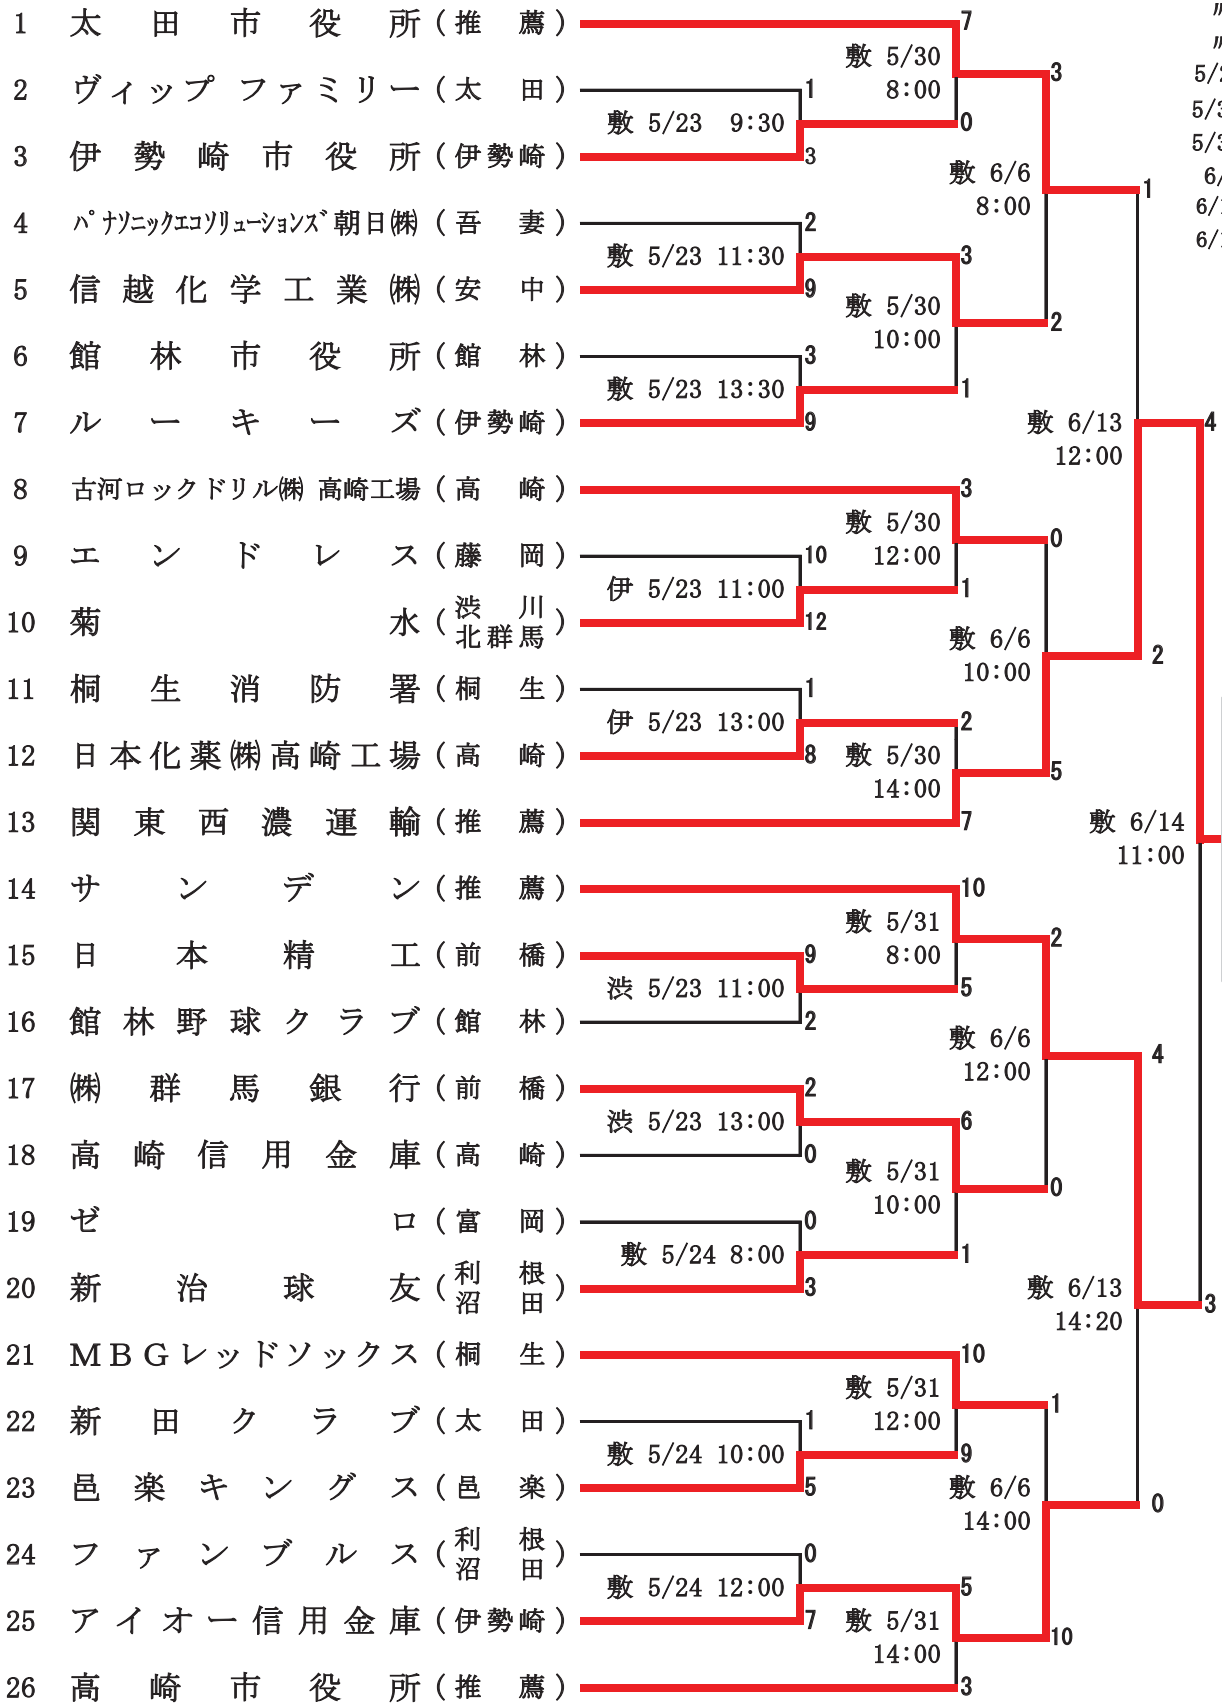 1 太田市役所(推薦)
2 ヴィップファミリー(太田)
3 伊勢崎市役所(伊勢崎)
4 パナソニックエコソリューションズ朝日㈱(吾妻)
5 信越化学工業㈱(安中)
6 館林市役所(館林)
7 ルーキーズ(伊勢崎)
8 古河ロックドリル㈱高崎工場(高崎)
9 エンドレス(藤岡)
10 菊水(渋川北群馬)
11 桐生消防署(桐生)
12 日本化薬㈱高崎工場(高崎)
13 関東西濃運輸(推薦)
14 サンデン(推薦)
15 日本精工(前橋)
16 館林野球クラブ(館林)
17 ㈱群馬銀行(前橋)
18 高崎信用金庫(高崎)
19 ゼロ(富岡)
20 新治球友(利根沼田)
21 MBGレッドソックス(桐生)
22 新田クラブ(太田)
23 邑楽キングス(邑楽)
24 ファンブルス(利根沼田)
25 アイオー信用金庫(伊勢崎)
26 高崎市役所(推薦)
1
敷 5/23 9:30
3
2
敷 5/23 11:30
9
3
敷 5/23 13:30
9
10
伊 5/23 11:00
12
1
伊 5/23 13:00
8
9
渋 5/23 11:00
2
2
渋 5/23 13:00
0
0
敷 5/24 8:00
3
1
敷 5/24 10:00
5
0
敷 5/24 12:00
7
7
敷 5/30
8:00
0
3
敷 5/30
10:00
1
3
敷 5/30
12:00
1
2
敷 5/30
14:00
7
10
敷 5/31
8:00
5
6
敷 5/31
10:00
1
10
敷 5/31
12:00
9
5
敷 5/31
14:00
3
3
敷 6/6
8:00
2
0
敷 6/6
10:00
5
2
敷 6/6
12:00
0
1
敷 6/6
14:00
10
1
敷 6/13
12:00
2
4
敷 6/13
14:20
0
4
敷 6/14
11:00
3